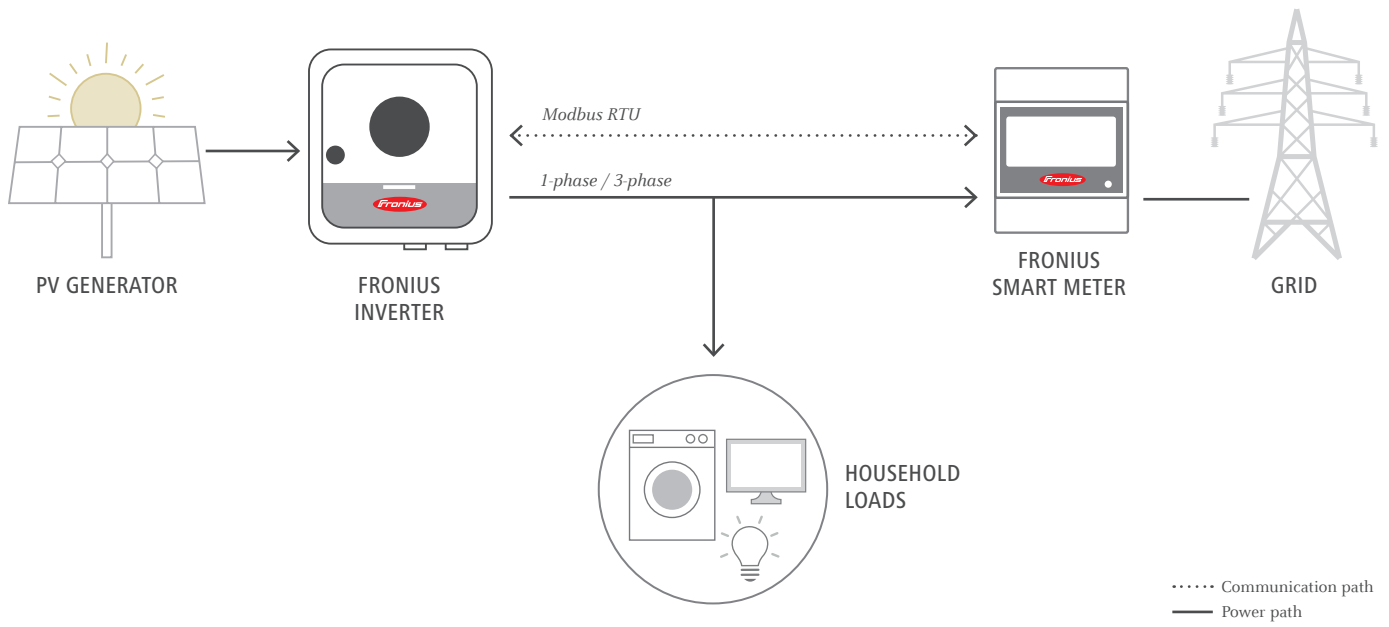 Modbus RTU
1-phase / 3-phase
Fronius
Fronius
PV GENERATOR
FRONIUS
INVERTER
FRONIUS
SMART METER
GRID
HOUSEHOLD
LOADS
Communication path
Power path